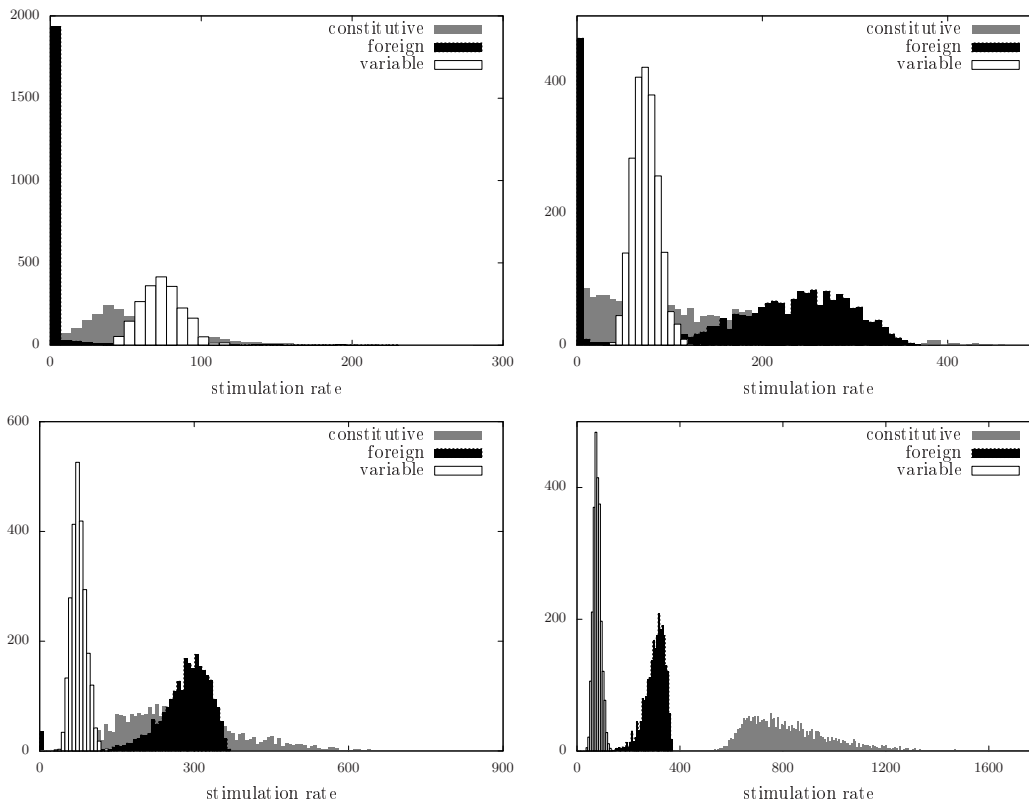 2000
1500
1000
500
0
0
100
200
300
stimulation rate
constitutive
foreign
variable
400
200
0
0
200
400
stimulation rate
constitutive
foreign
variable
600
400
200
0
0
300
600
900
stimulation rate
constitutive
foreign
variable
400
200
0
0
400
800
1200
1600
stimulation rate
constitutive
foreign
variable